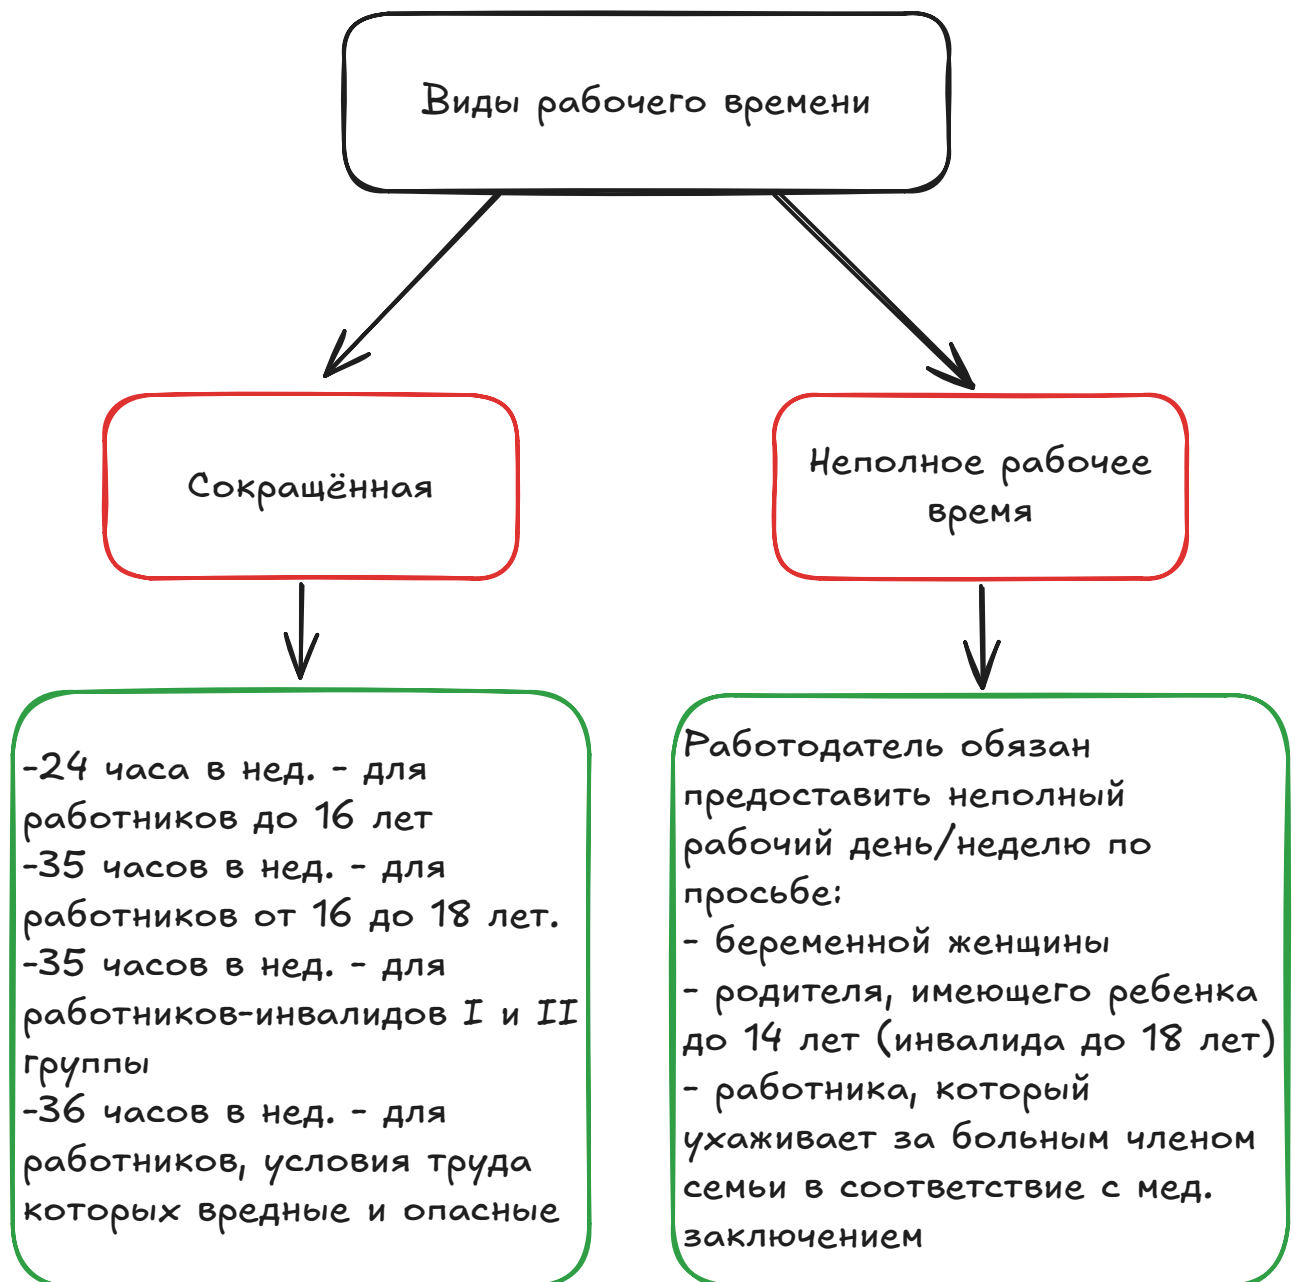 Виды рабочего времени
Сокращённая
Неполное рабочее
время
-24 часа в нед. - для
работников до 16 лет
-35 часов в нед. - для
работников от 16 до 18 лет.
-35 часов в нед. - для
работников-инвалидов I и II
группы
-36 часов в нед. - для
работников, условия труда
которых вредные и опасные
Работодатель обязан
предоставить неполный
рабочий день/неделю по
просьбе:
- беременной женщины
- родителя, имеющего ребенка
до 14 лет (инвалида до 18 лет)
- работника, который
ухаживает за больным членом
семьи в соответствие с мед.
заключением